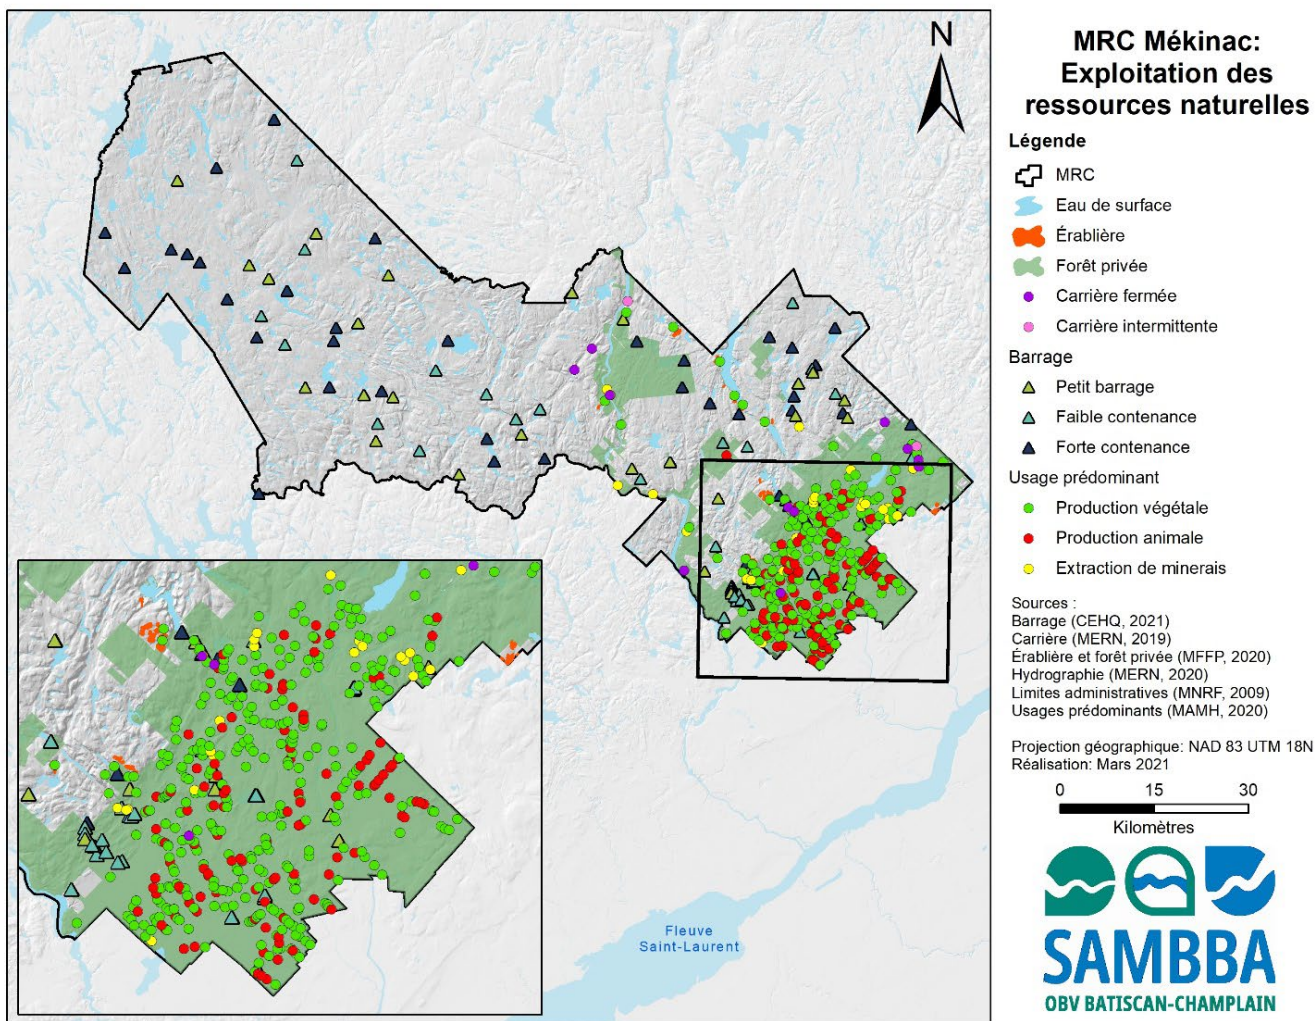 N
MRC Mékinac:
Exploitation des
ressources naturelles
Légende
MRC
Eau de surface
Érablière
Forêt privée
Carrière fermée
Carrière intermittente
Barrage
Petit barrage
Faible contenance
Forte contenance
Usage prédominant
Production végétale
Production animale
Extraction de minerais
Sources :
Barrage (CEHQ, 2021)
Carrière (MERN, 2019)
Érablière et forêt privée (MFFP, 2020)
Hydrographie (MERN, 2020)
Limites administratives (MNRF, 2009)
Usages prédominants (MAMH, 2020)
Projection géographique: NAD 83 UTM 18N
Réalisation: Mars 2021
0 15 30
Kilomètres
Fleuve
Saint-Laurent
SAMBBA
OBV BATISCAN-CHAMPLAIN